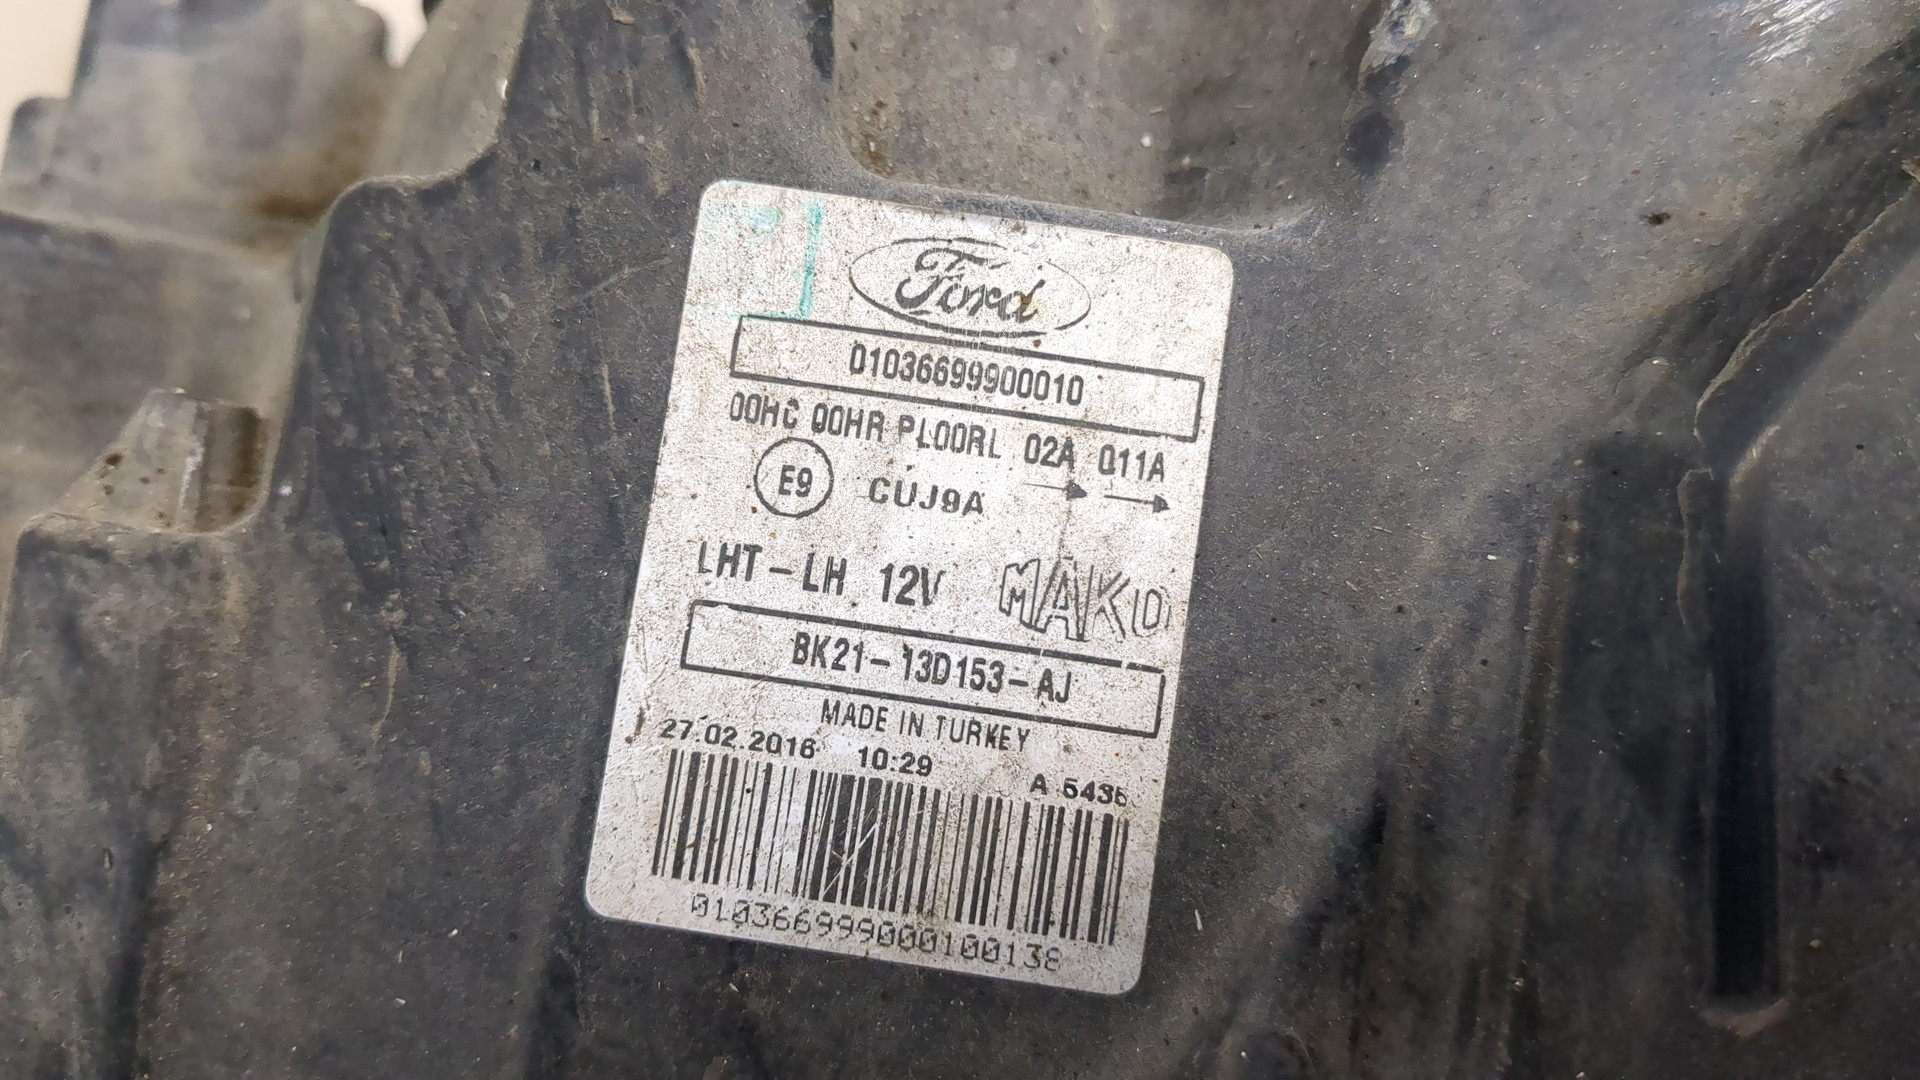 Ford
01036699900010
00HC 00HR PL00RL 02A 011A
E9 CUJ9A
LHT-LH 12V MAKO
BK21-13D153-AJ
MADE IN TURKEY
27.02.2016 10:29 A 5435
010366999000100138